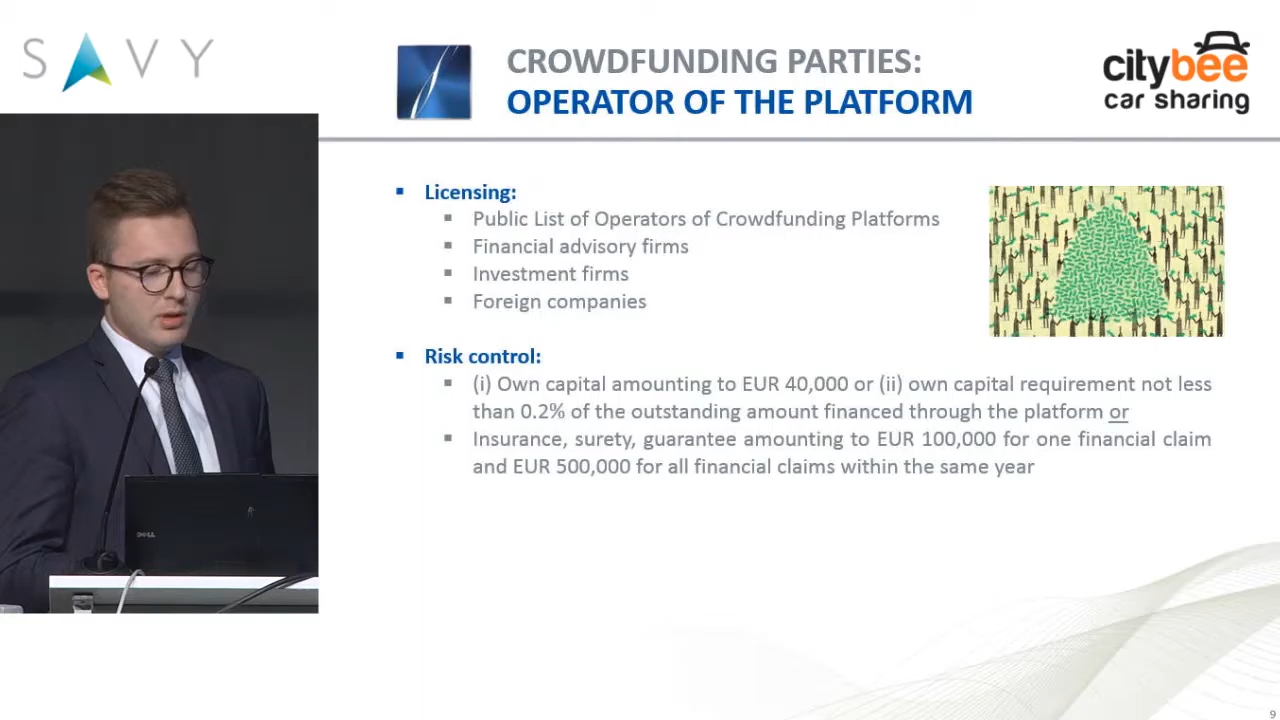 SAVY
CROWDFUNDING PARTIES:
OPERATOR OF THE PLATFORM
citybee
car sharing
Licensing:
Public List of Operators of Crowdfunding Platforms
Financial advisory firms
Investment firms
Foreign companies
Risk control:
(i) Own capital amounting to EUR 40,000 or (ii) own capital requirement not less
than 0.2% of the outstanding amount financed through the platform or
Insurance, surety, guarantee amounting to EUR 100,000 for one financial claim
and EUR 500,000 for all financial claims within the same year
DELL
9